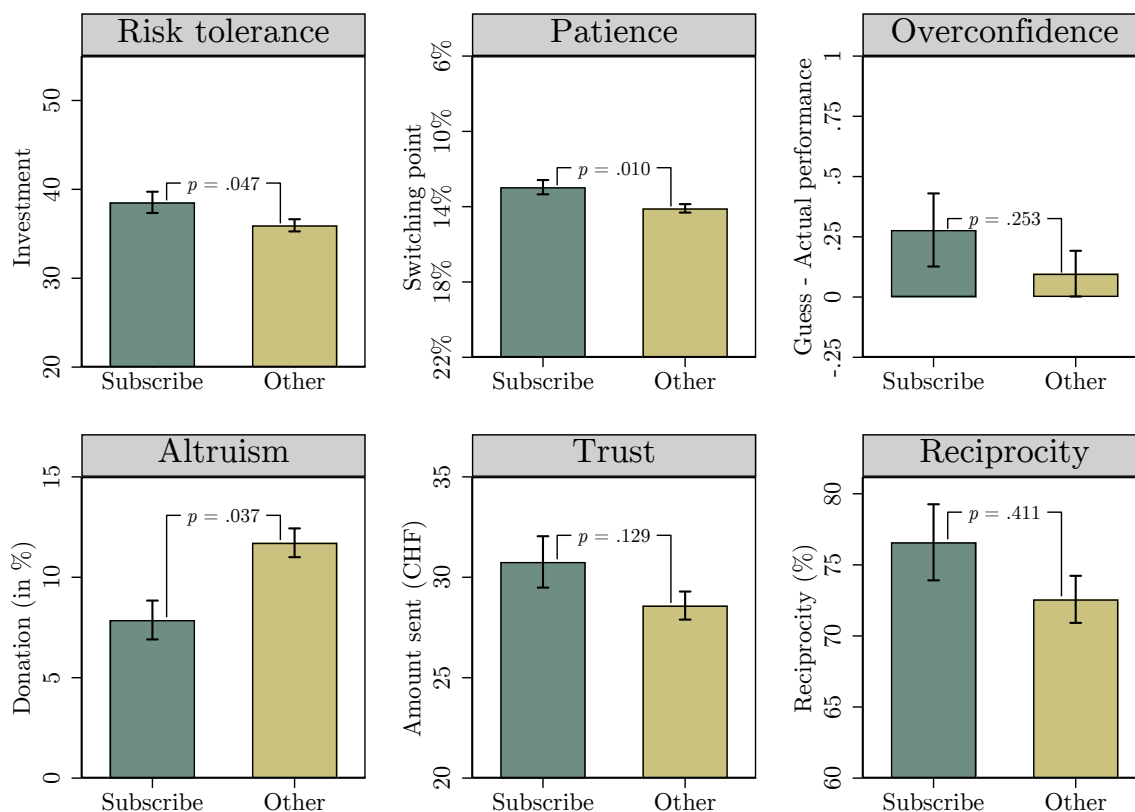 Risk tolerance
Investment
50
40
30
20
p = .047
Subscribe Other
Patience
Switching point
6%
10%
14%
18%
22%
p = .010
Subscribe Other
Overconfidence
Guess - Actual performance
1
.75
.5
.25
0
-.25
p = .253
Subscribe Other
Altruism
Donation (in %)
15
10
5
0
p = .037
Subscribe Other
Trust
Amount sent (CHF)
35
30
25
20
p = .129
Subscribe Other
Reciprocity
Reciprocity (%)
80
75
70
65
60
p = .411
Subscribe Other